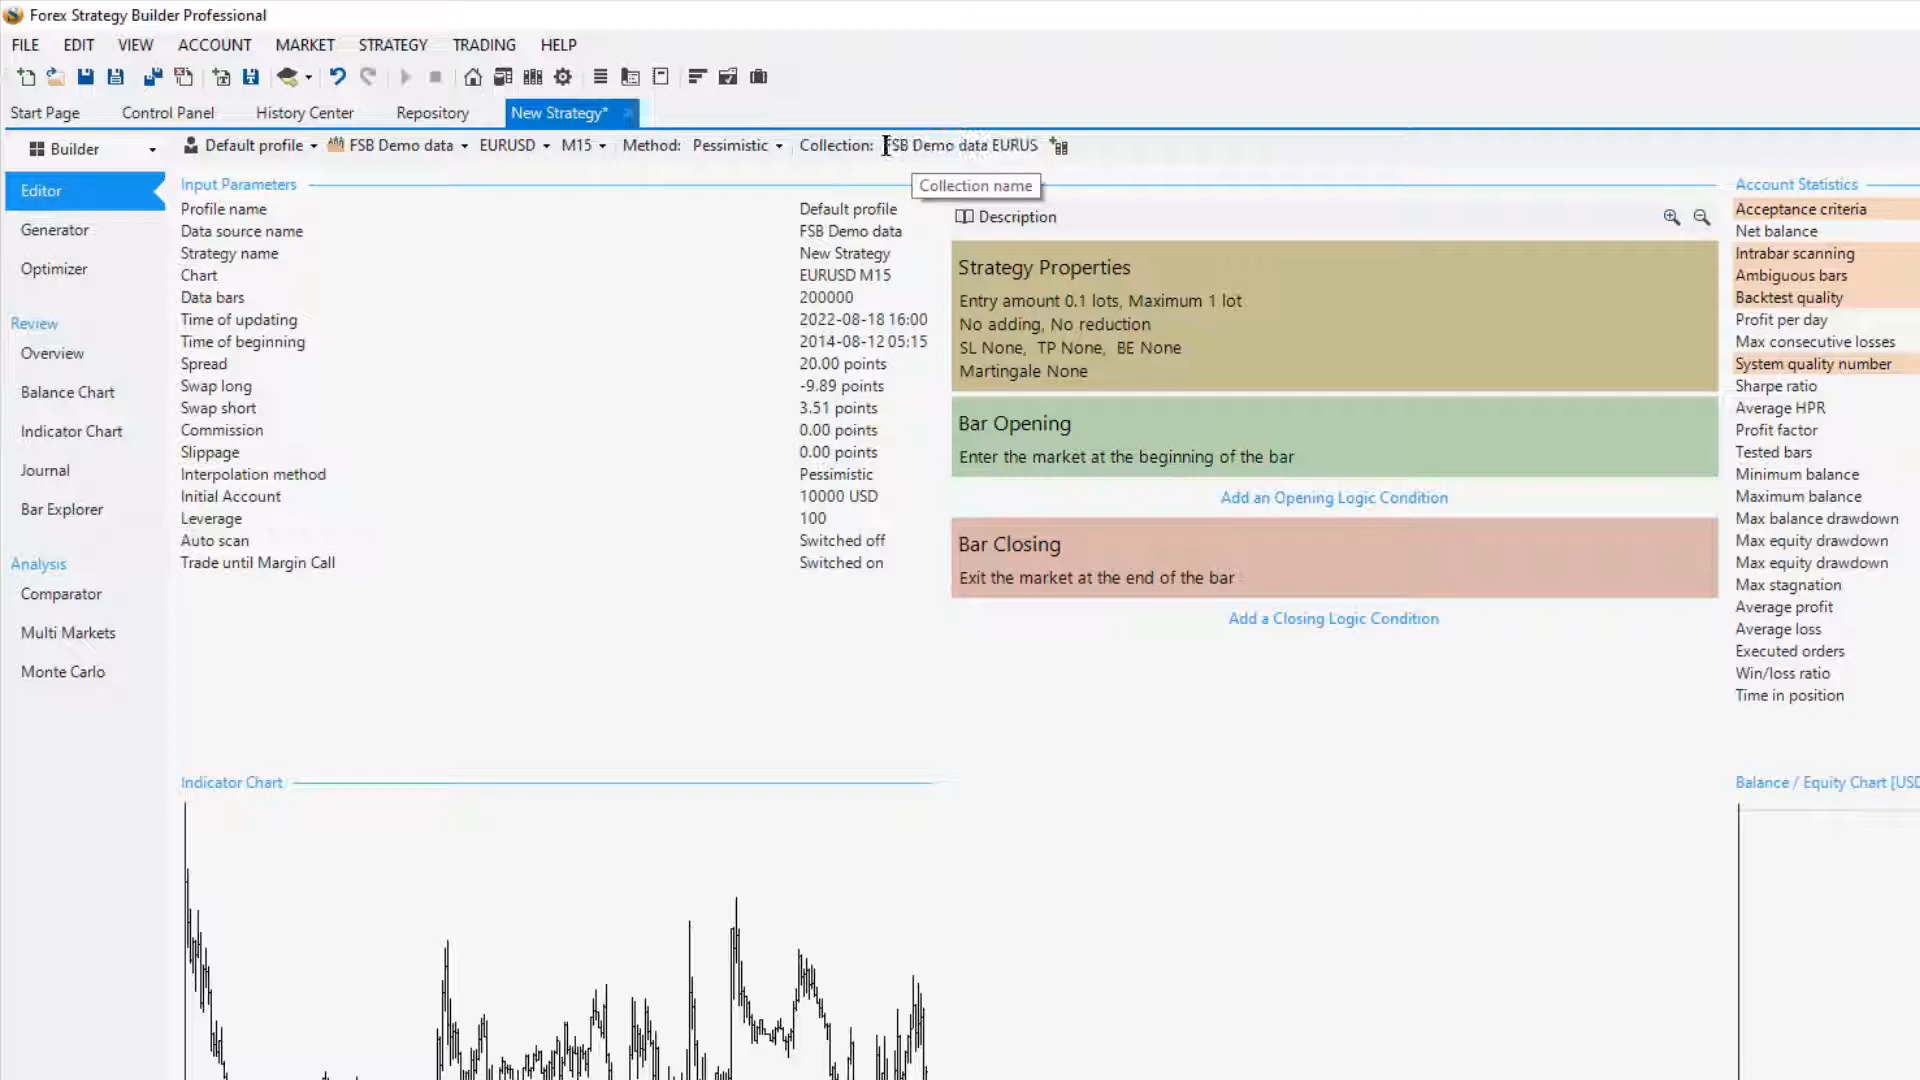 Forex Strategy Builder Professional
FILE EDIT VIEW ACCOUNT MARKET STRATEGY TRADING HELP
Start Page Control Panel History Center Repository New Strategy*
Builder Default profile FSB Demo data EURUSD M15 Method: Pessimistic Collection: FSB Demo data EURUS
Collection name
Editor
Generator
Optimizer
Review
Overview
Balance Chart
Indicator Chart
Journal
Bar Explorer
Analysis
Comparator
Multi Markets
Monte Carlo
Input Parameters
Profile name Default profile
Data source name FSB Demo data
Strategy name New Strategy
Chart EURUSD M15
Data bars 200000
Time of updating 2022-08-18 16:00
Time of beginning 2014-08-12 05:15
Spread 20.00 points
Swap long -9.89 points
Swap short 3.51 points
Commission 0.00 points
Slippage 0.00 points
Interpolation method Pessimistic
Initial Account 10000 USD
Leverage 100
Auto scan Switched off
Trade until Margin Call Switched on
Description
Strategy Properties
Entry amount 0.1 lots, Maximum 1 lot
No adding, No reduction
SL None, TP None, BE None
Martingale None
Bar Opening
Enter the market at the beginning of the bar
Add an Opening Logic Condition
Bar Closing
Exit the market at the end of the bar
Add a Closing Logic Condition
Account Statistics
Acceptance criteria
Net balance
Intrabar scanning
Ambiguous bars
Backtest quality
Profit per day
Max consecutive losses
System quality number
Sharpe ratio
Average HPR
Profit factor
Tested bars
Minimum balance
Maximum balance
Max balance drawdown
Max equity drawdown
Max equity drawdown
Max stagnation
Average profit
Average loss
Executed orders
Win/loss ratio
Time in position
Indicator Chart
Balance / Equity Chart [USD